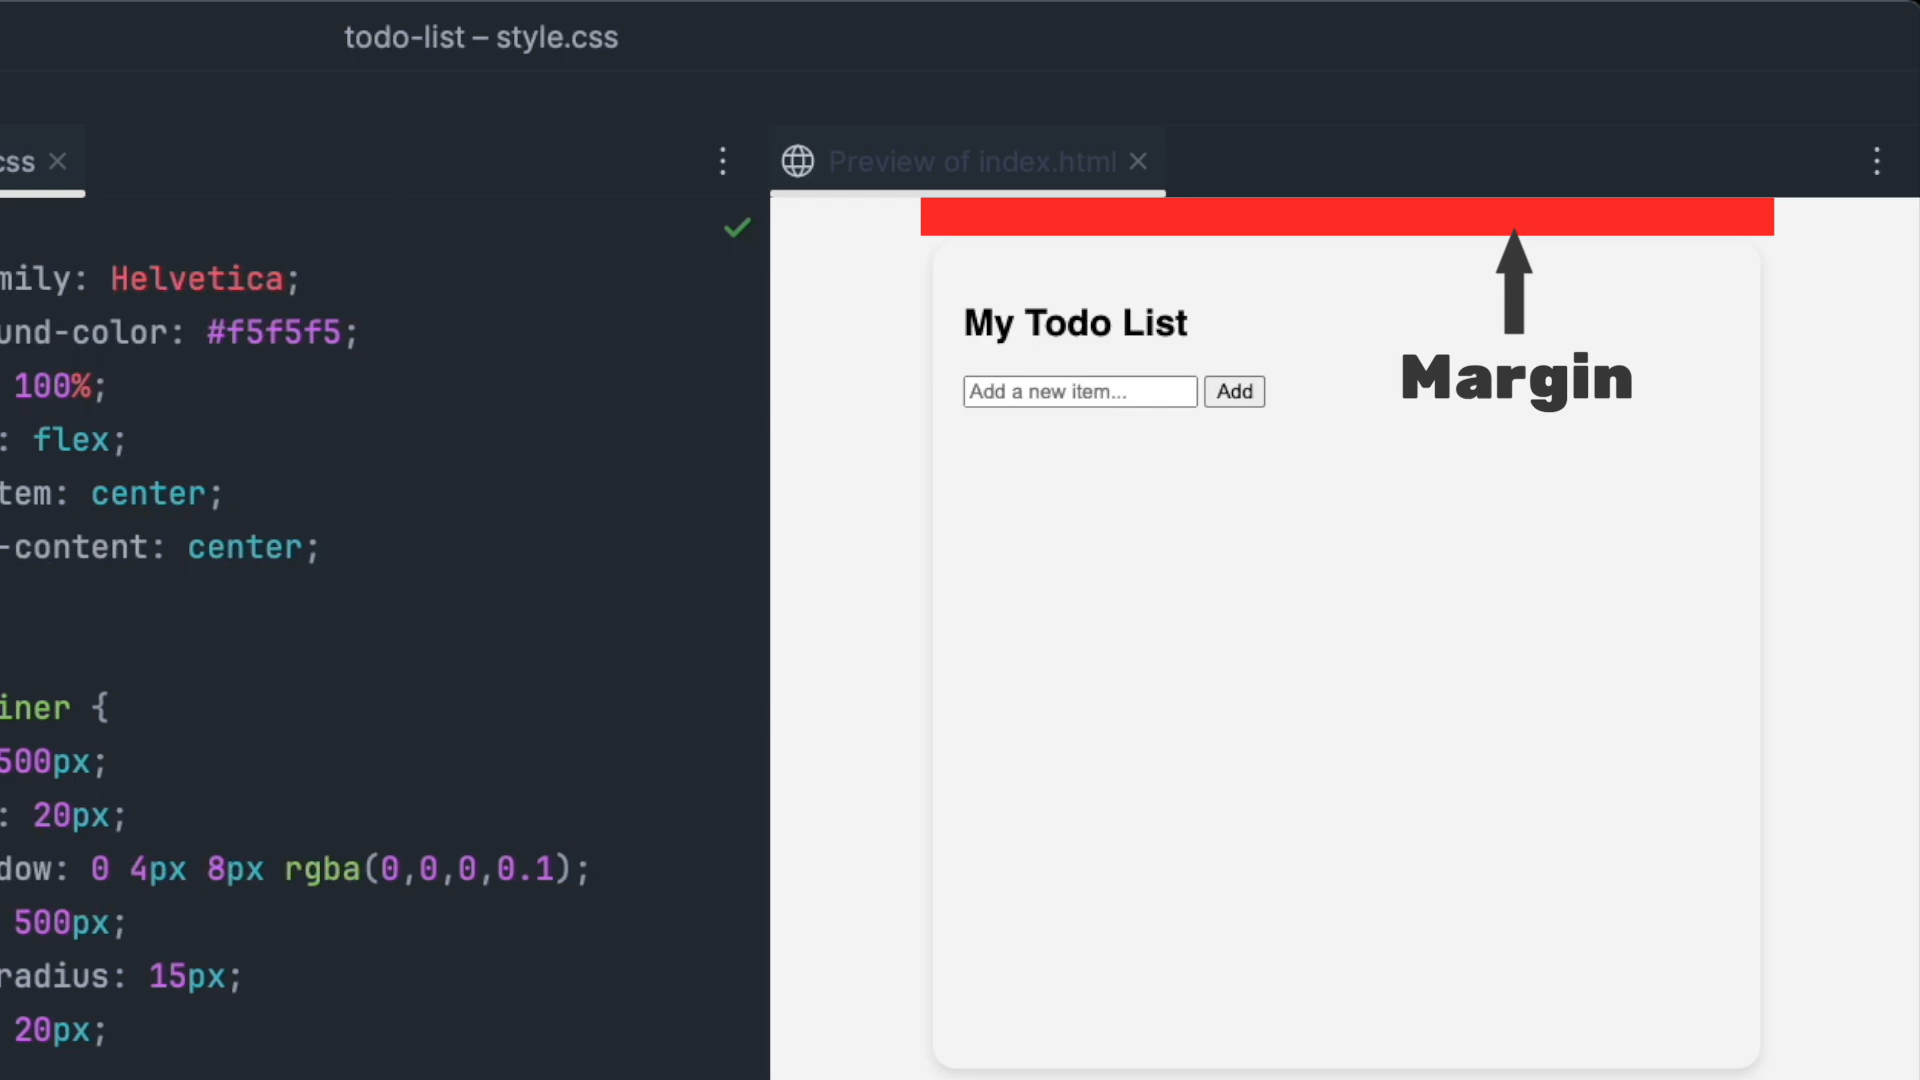 todo-list – style.css
css
Preview of index.html
mily: Helvetica;
und-color: #f5f5f5;
100%;
: flex;
tem: center;
-content: center;
iner {
500px;
: 20px;
dow: 0 4px 8px rgba(0,0,0,0.1);
500px;
radius: 15px;
20px;
My Todo List
Add a new item... Add
Margin